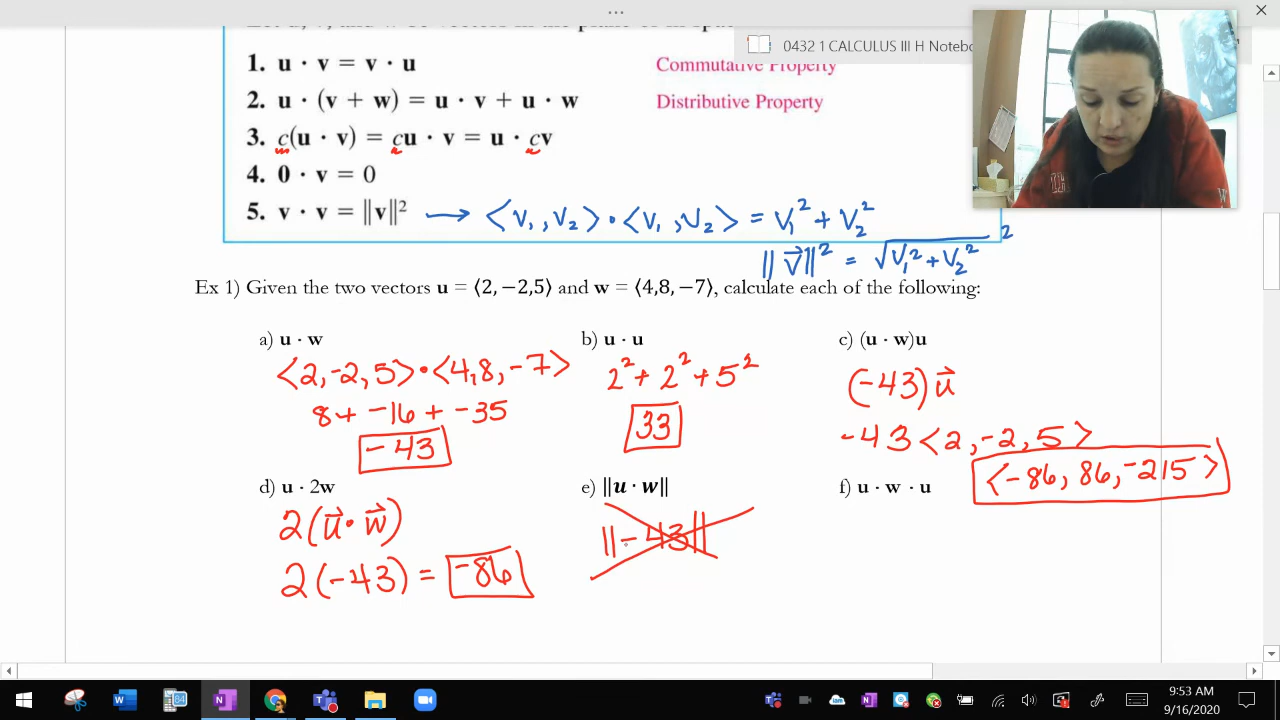 0432 1 CALCULUS III H Notebo
1. u · v = v · u Commutative Property
2. u · (v + w) = u · v + u · w Distributive Property
3. c(u · v) = cu · v = u · cv
4. 0 · v = 0
5. v · v = ||v||² → ⟨v₁, v₂⟩ · ⟨v₁, v₂⟩ = v₁² + v₂²
||v⃗||² = √(v₁² + v₂²)²
Ex 1) Given the two vectors u = ⟨2, −2,5⟩ and w = ⟨4,8, −7⟩, calculate each of the following:
a) u · w b) u · u c) (u · w)u
⟨2, -2, 5⟩ · ⟨4, 8, -7⟩ 2² + 2² + 5² (-43)u⃗
8 + -16 + -35 33 -43⟨2, -2, 5⟩
-43 ⟨-86, 86, -215⟩
d) u · 2w e) ||u · w|| f) u · w · u
2(u⃗ · w⃗) ||-43||
2(-43) = -86
9:53 AM
9/16/2020